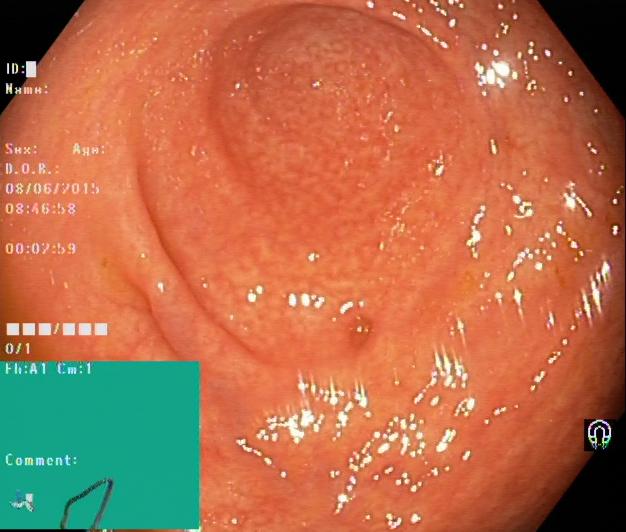 ID:
Name:
Sex: Age:
D.O.B.:
08/06/2015
08:46:58
00:02:59
/
0/1
Eh:A1 Cm:1
Comment: